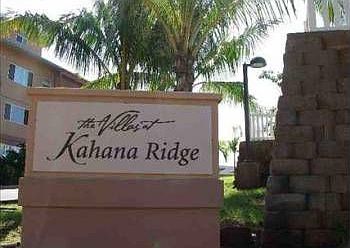 the Villas at
Kahana Ridge